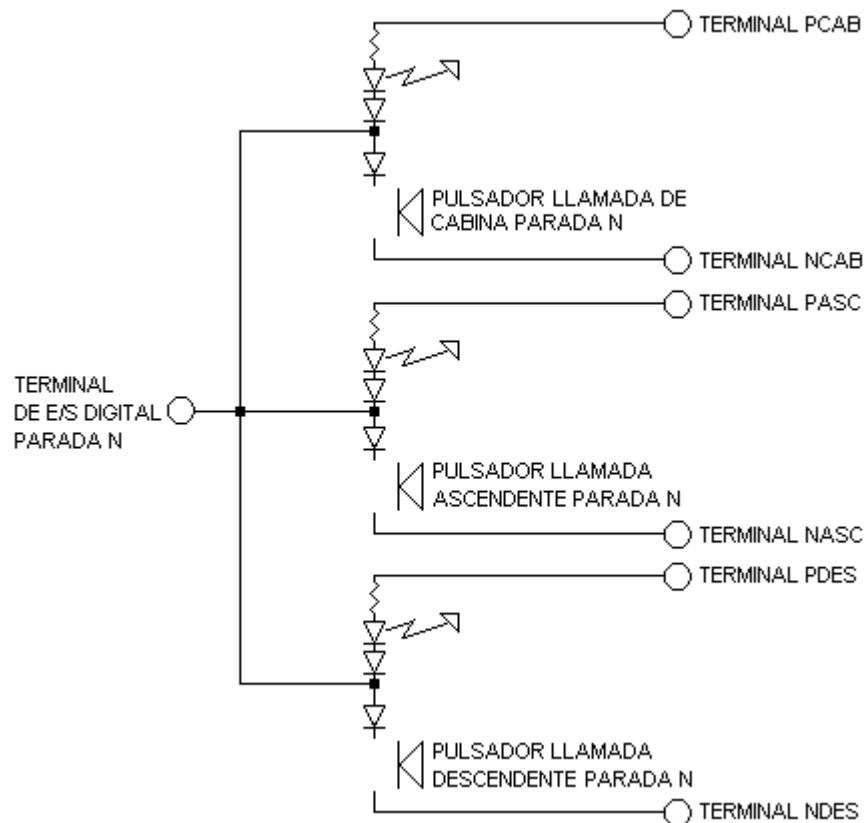 TERMINAL PCAB
PULSADOR LLAMADA DE
CABINA PARADA N
TERMINAL NCAB
TERMINAL PASC
TERMINAL
DE E/S DIGITAL
PARADA N
PULSADOR LLAMADA
ASCENDENTE PARADA N
TERMINAL NASC
TERMINAL PDES
PULSADOR LLAMADA
DESCENDENTE PARADA N
TERMINAL NDES